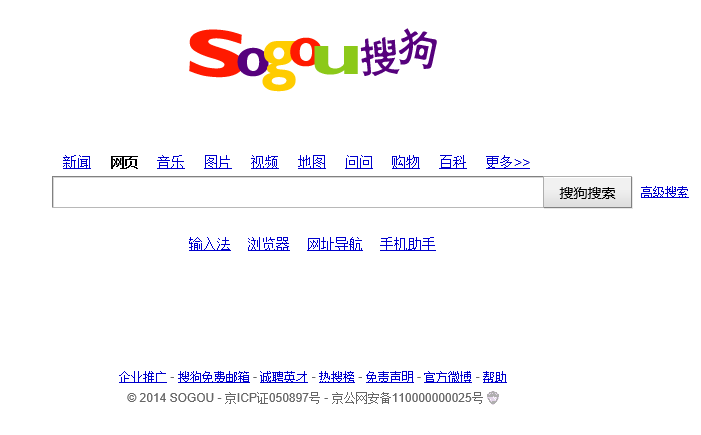 Sogou搜狗
新闻 网页 音乐 图片 视频 地图 问问 购物 百科 更多>>
搜狗搜索 高级搜索
输入法 浏览器 网址导航 手机助手
企业推广 - 搜狗免费邮箱 - 诚聘英才 - 热搜榜 - 免责声明 - 官方微博 - 帮助
© 2014 SOGOU - 京ICP证050897号 - 京公网安备110000000025号